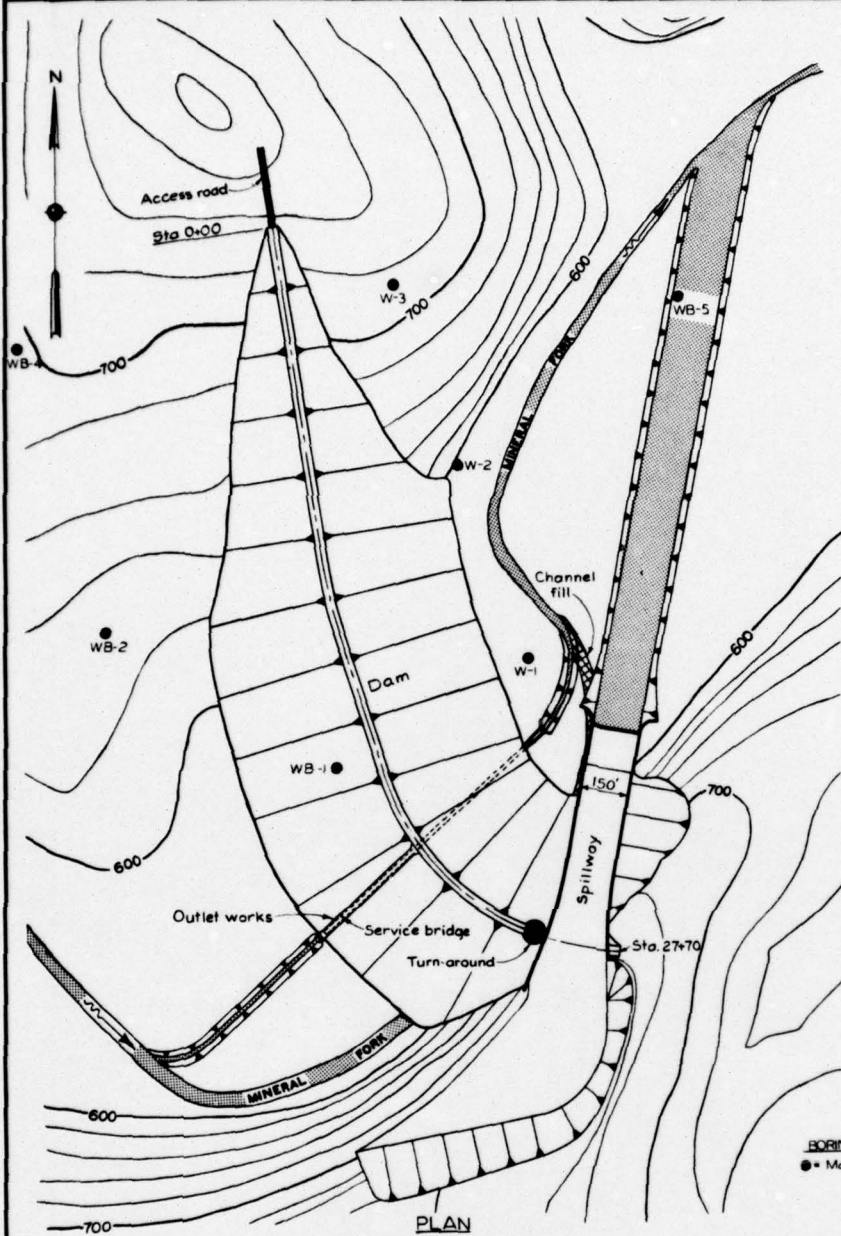 N
Access road
Sta 0+00
W-3
700
600
WB-5
WB-4
700
MINERAL FORK
W-2
Channel fill
WB-2
600
W-1
Dam
WB-1
150'
700
600
Spillway
Outlet works
Service bridge
Turn-around
Sta. 27+70
MINERAL FORK
600
700
PLAN